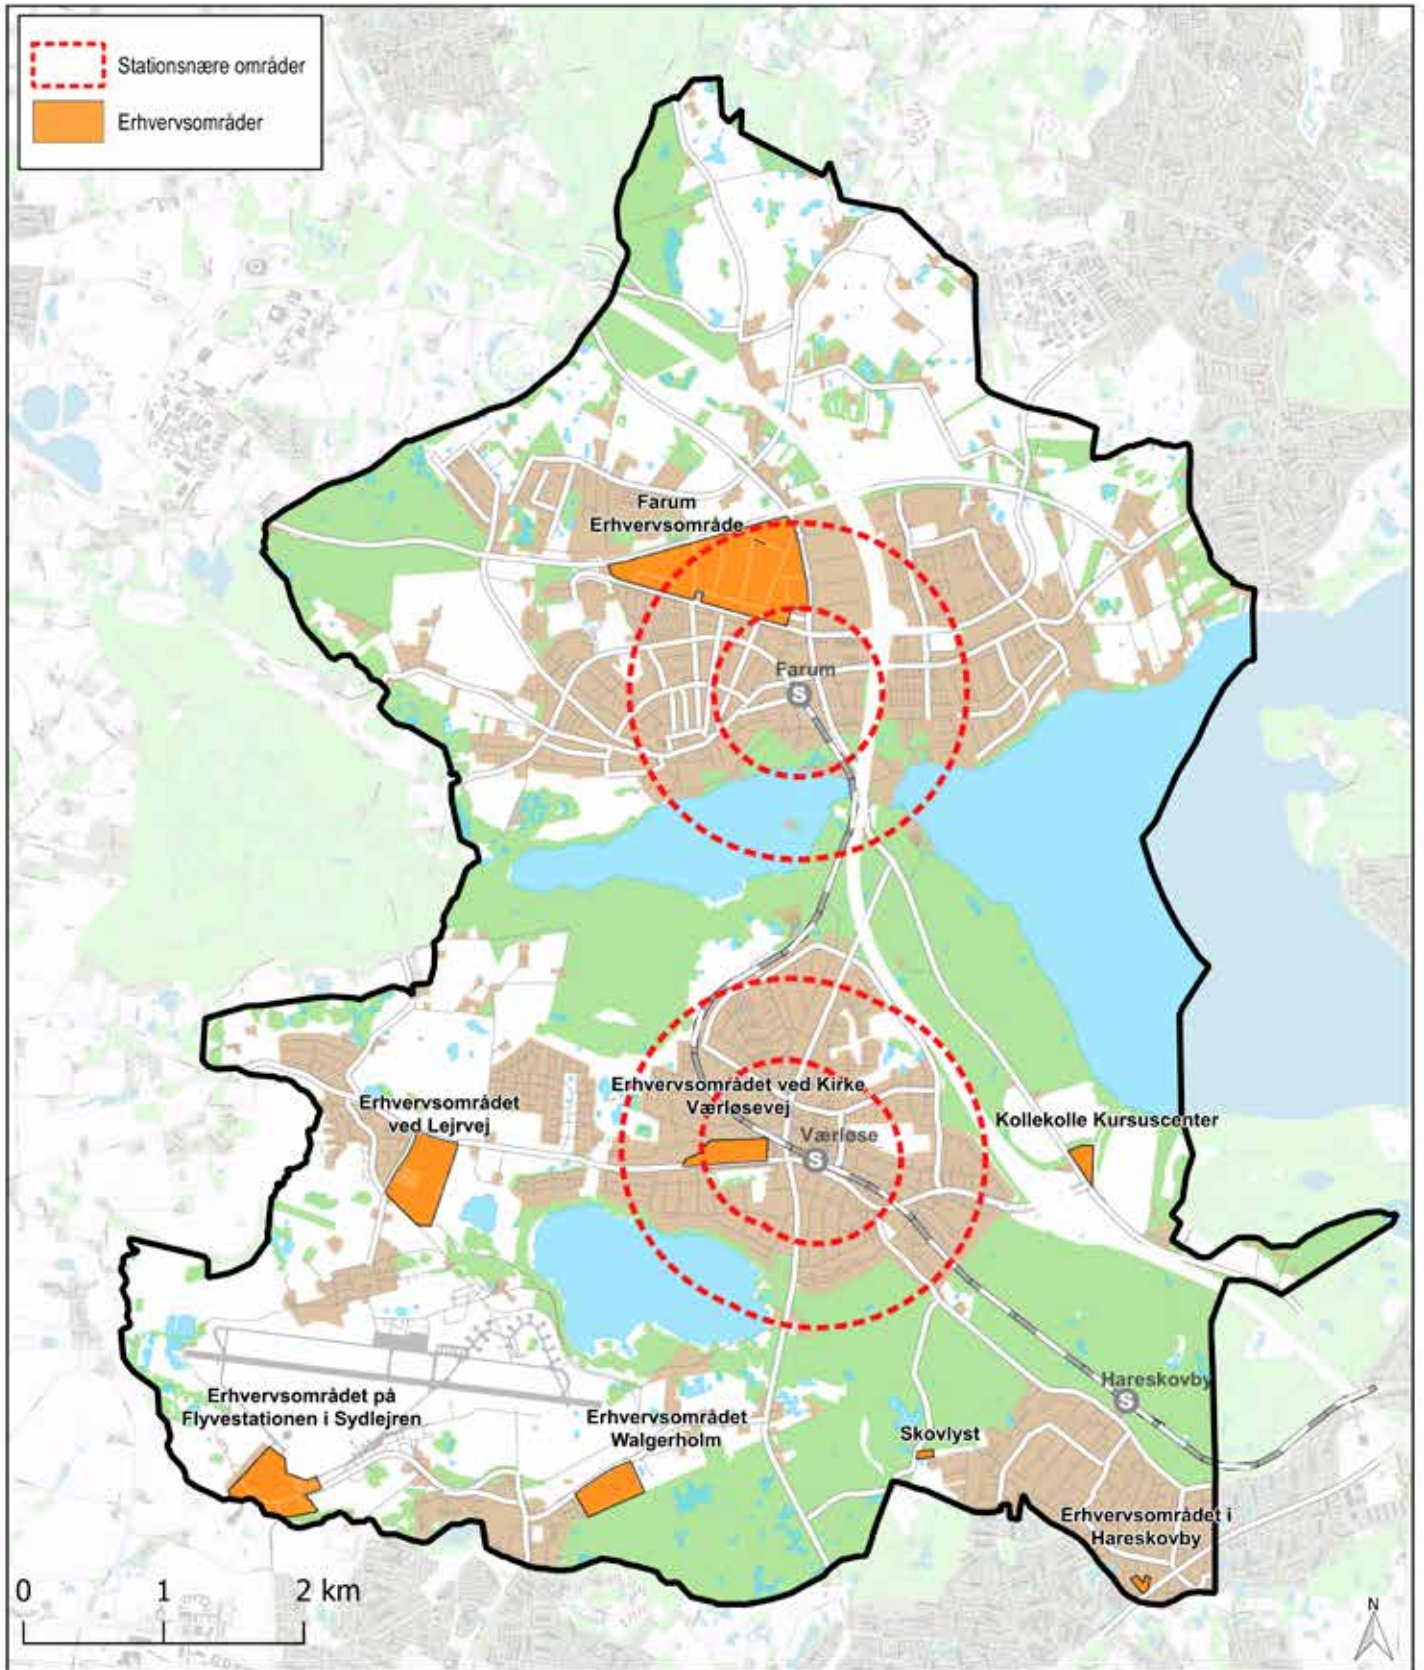 Stationsnære områder
Erhvervsområder
Farum
Erhvervsområde
Farum
S
Erhvervsområdet ved Kirke
Værløsevej
Værløse
S
Erhvervsområdet
ved Lejrvej
Kollekolle Kursuscenter
Erhvervsområdet på
Flyvestationen i Sydlejren
Erhvervsområdet
Walgerholm
Skovlyst
Hareskovby
S
Erhvervsområdet i
Hareskovby
0 1 2 km
N